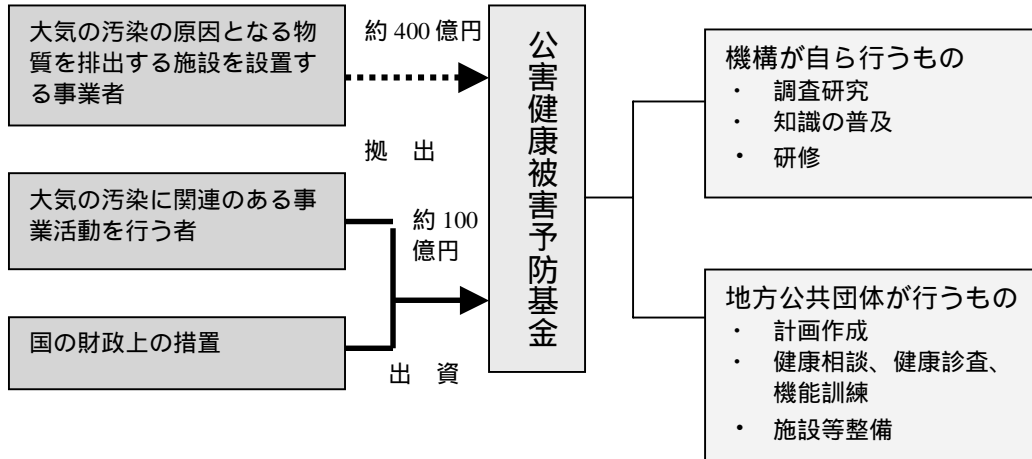 大気の汚染の原因となる物
質を排出する施設を設置す
る事業者
約 400 億円
拠 出
大気の汚染に関連のある事
業活動を行う者
約 100
億円
国の財政上の措置
出 資
公害健康被害予防基金
機構が自ら行うもの
・ 調査研究
・ 知識の普及
・ 研修
地方公共団体が行うもの
・ 計画作成
・ 健康相談、健康診査、
機能訓練
・ 施設等整備